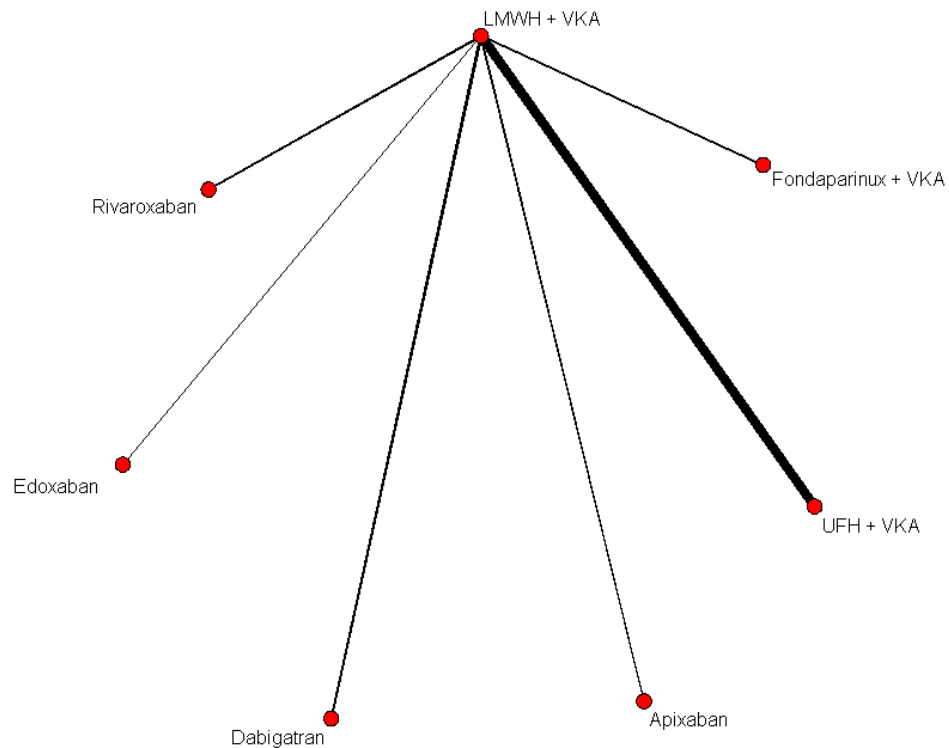 LMWH + VKA
Fondaparinux + VKA
Rivaroxaban
Edoxaban
UFH + VKA
Apixaban
Dabigatran